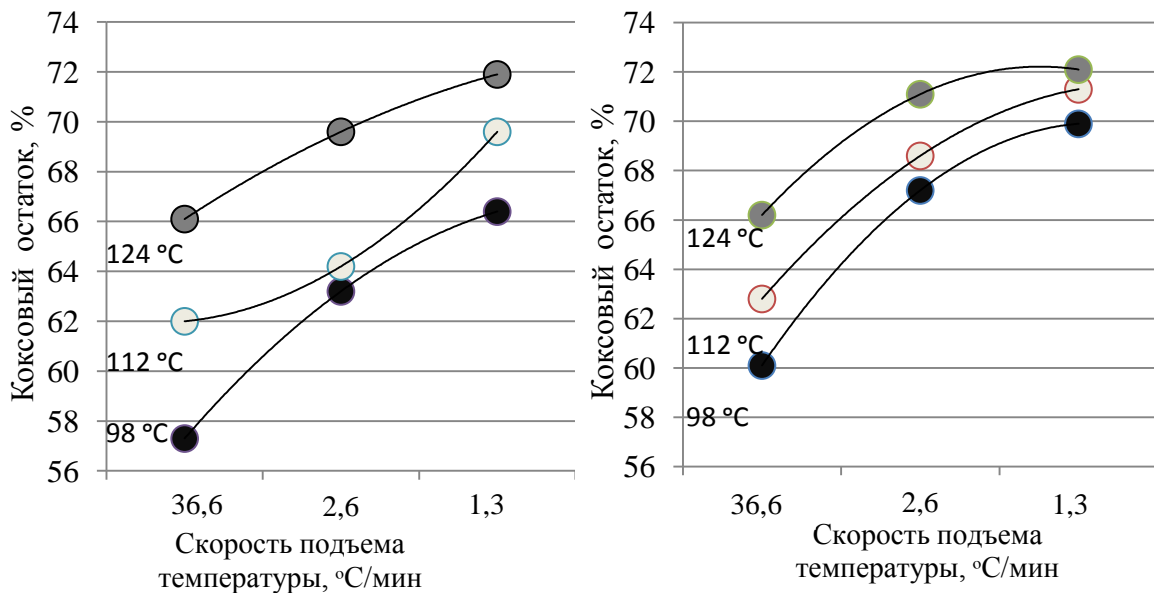 74
72
70
68
66
64
62
60
58
56
Коксовый остаток, %
124 °С
112 °С
98 °С
36,6
2,6
1,3
Скорость подъема
температуры, °С/мин
74
72
70
68
66
64
62
60
58
56
Коксовый остаток, %
124 °С
112 °С
98 °С
36,6
2,6
1,3
Скорость подъема
температуры, °С/мин